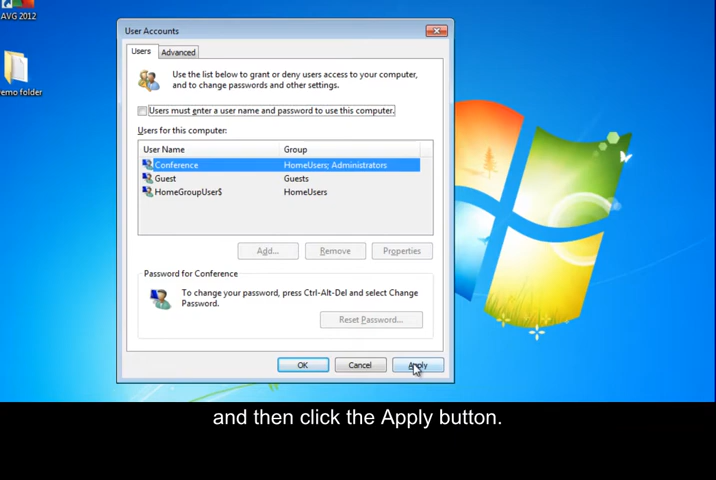 AVG 2012
emo folder
User Accounts
Users
Advanced
Use the list below to grant or deny users access to your computer,
and to change passwords and other settings.
Users must enter a user name and password to use this computer.
Users for this computer:
User Name Group
Conference HomeUsers; Administrators
Guest Guests
HomeGroupUser$ HomeUsers
Add... Remove Properties
Password for Conference
To change your password, press Ctrl-Alt-Del and select Change
Password.
Reset Password...
OK Cancel Apply
and then click the Apply button.